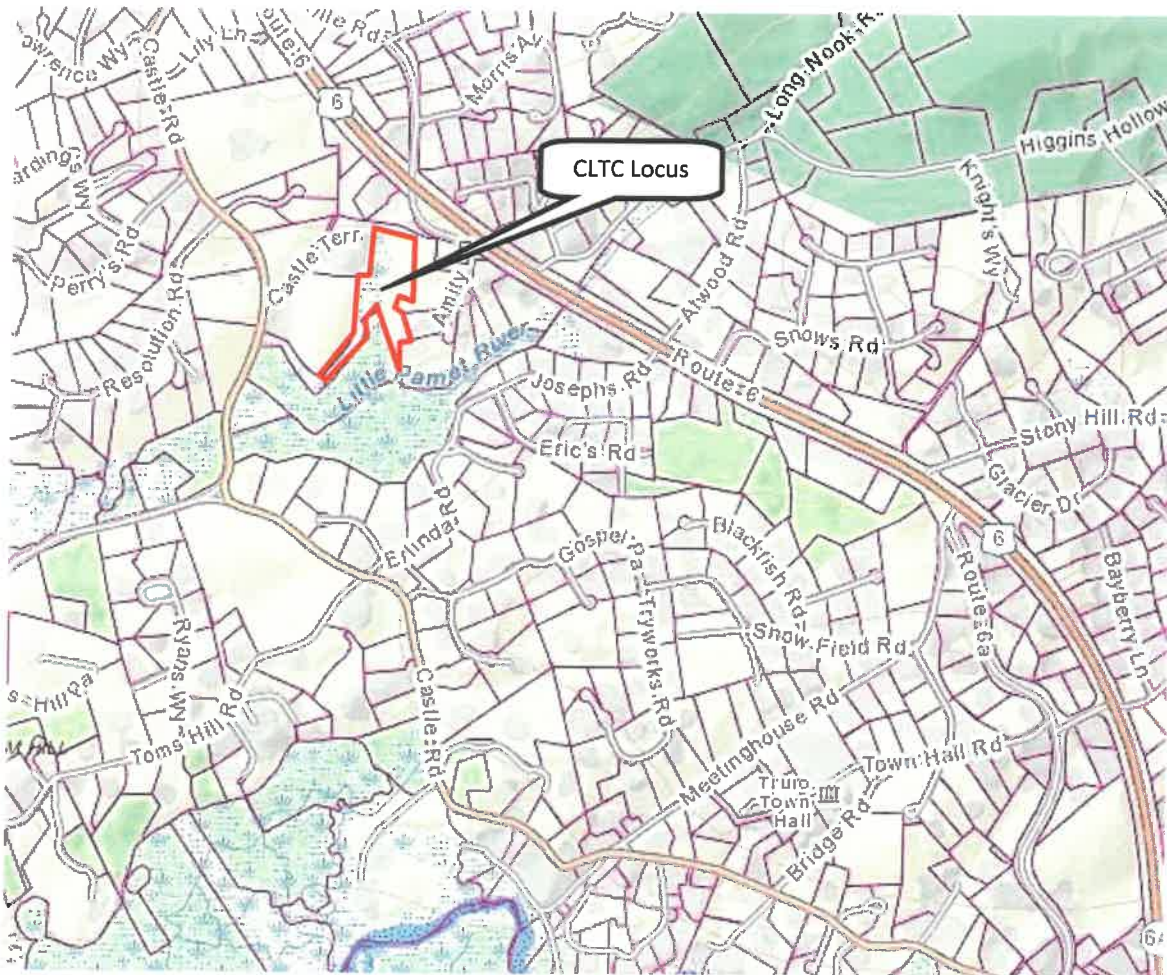 Lily Ln
Route 6
Castle Rd
Morris A
Long Nook R
6
Higgins Hollow
CLTC Locus
Knight's Wy
Perry's Rd
Castle Terr.
Amity
Atwood Rd
Resolution Rd
Snows Rd
Little Pamet River
Josephs Rd
Route 6
Stony Hill Rd
Eric's Rd
Glacier Dr
6
Blackfish Rd
Gospel Pa
Route 6a
Bayberry Ln
Ryans Wy
Tryworks Rd
Snow Field Rd
Castle Rd
Meetinghouse Rd
Toms Hill Rd
Town Hall Rd
Truro
Town
Hall
Bridge Rd